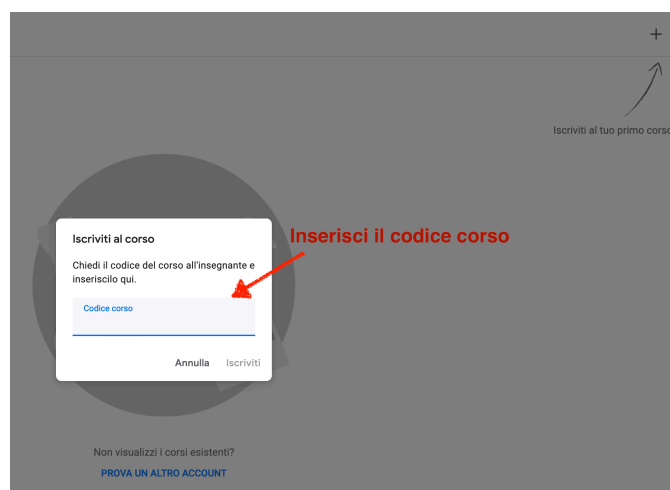 +
Iscriviti al tuo primo corso
Iscriviti al corso
Inserisci il codice corso
Chiedi il codice del corso all'insegnante e
inseriscilo qui.
Codice corso
Annulla Iscriviti
Non visualizzi i corsi esistenti?
PROVA UN ALTRO ACCOUNT